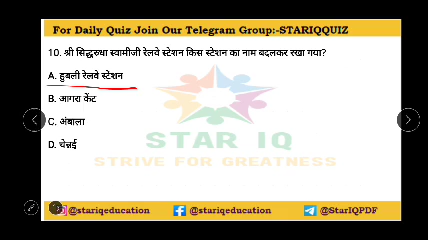 For Daily Quiz Join Our Telegram Group:-STARIQQUIZ
10. श्री सिद्धरुधा स्वामीजी रेलवे स्टेशन किस स्टेशन का नाम बदलकर रखा गया?
A. हुबली रेलवे स्टेशन
B. आगरा केंट
C. अंबाला
D. चेन्नई
STAR IQ
STRIVE FOR GREATNESS
@stariqeducation @stariqeducation @StarIQPDF